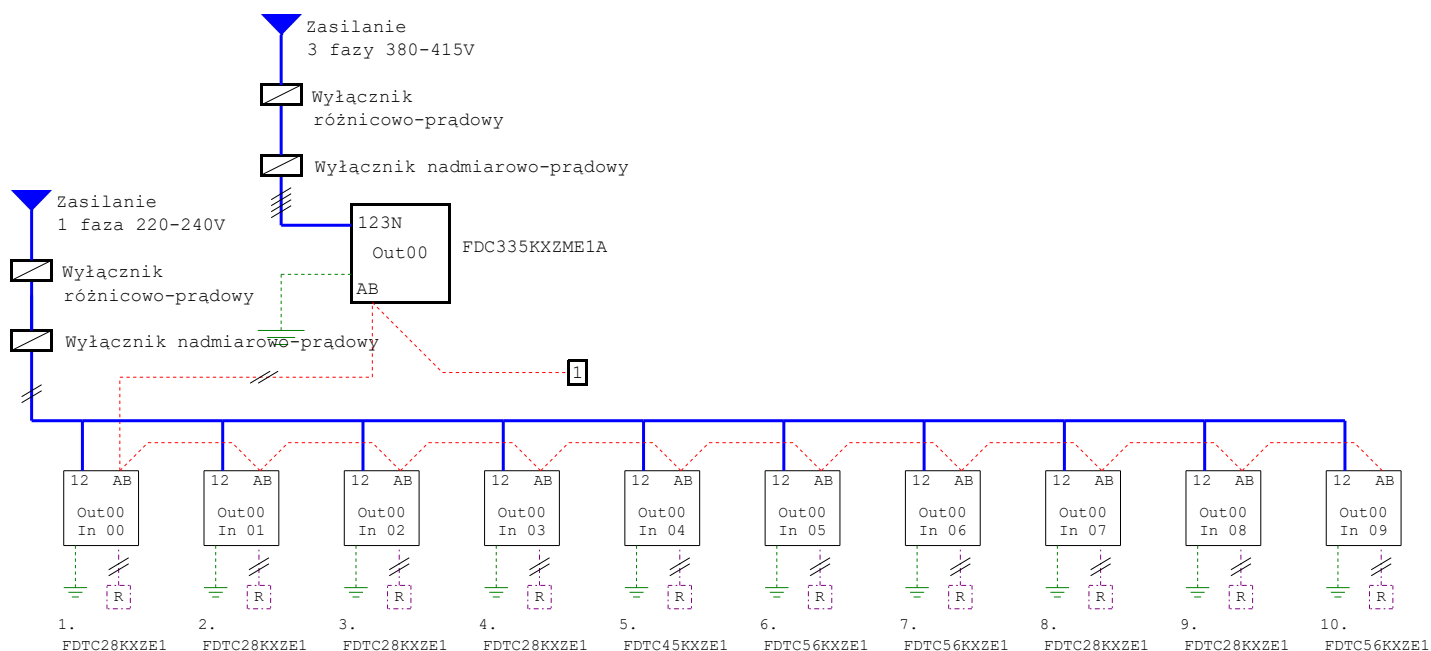 Zasilanie
3 fazy 380-415V
Wyłącznik
różnicowo-prądowy
Wyłącznik nadmiarowo-prądowy
Zasilanie
1 faza 220-240V
123N
Out00
AB
FDC335KXZME1A
Wyłącznik
różnicowo-prądowy
Wyłącznik nadmiarowo-prądowy
1
12 AB 12 AB 12 AB 12 AB 12 AB 12 AB 12 AB 12 AB 12 AB 12 AB
Out00 Out00 Out00 Out00 Out00 Out00 Out00 Out00 Out00 Out00
In 00 In 01 In 02 In 03 In 04 In 05 In 06 In 07 In 08 In 09
R R R R R R R R R R
1. 2. 3. 4. 5. 6. 7. 8. 9. 10.
FDTC28KXZE1 FDTC28KXZE1 FDTC28KXZE1 FDTC28KXZE1 FDTC45KXZE1 FDTC56KXZE1 FDTC56KXZE1 FDTC28KXZE1 FDTC28KXZE1 FDTC56KXZE1